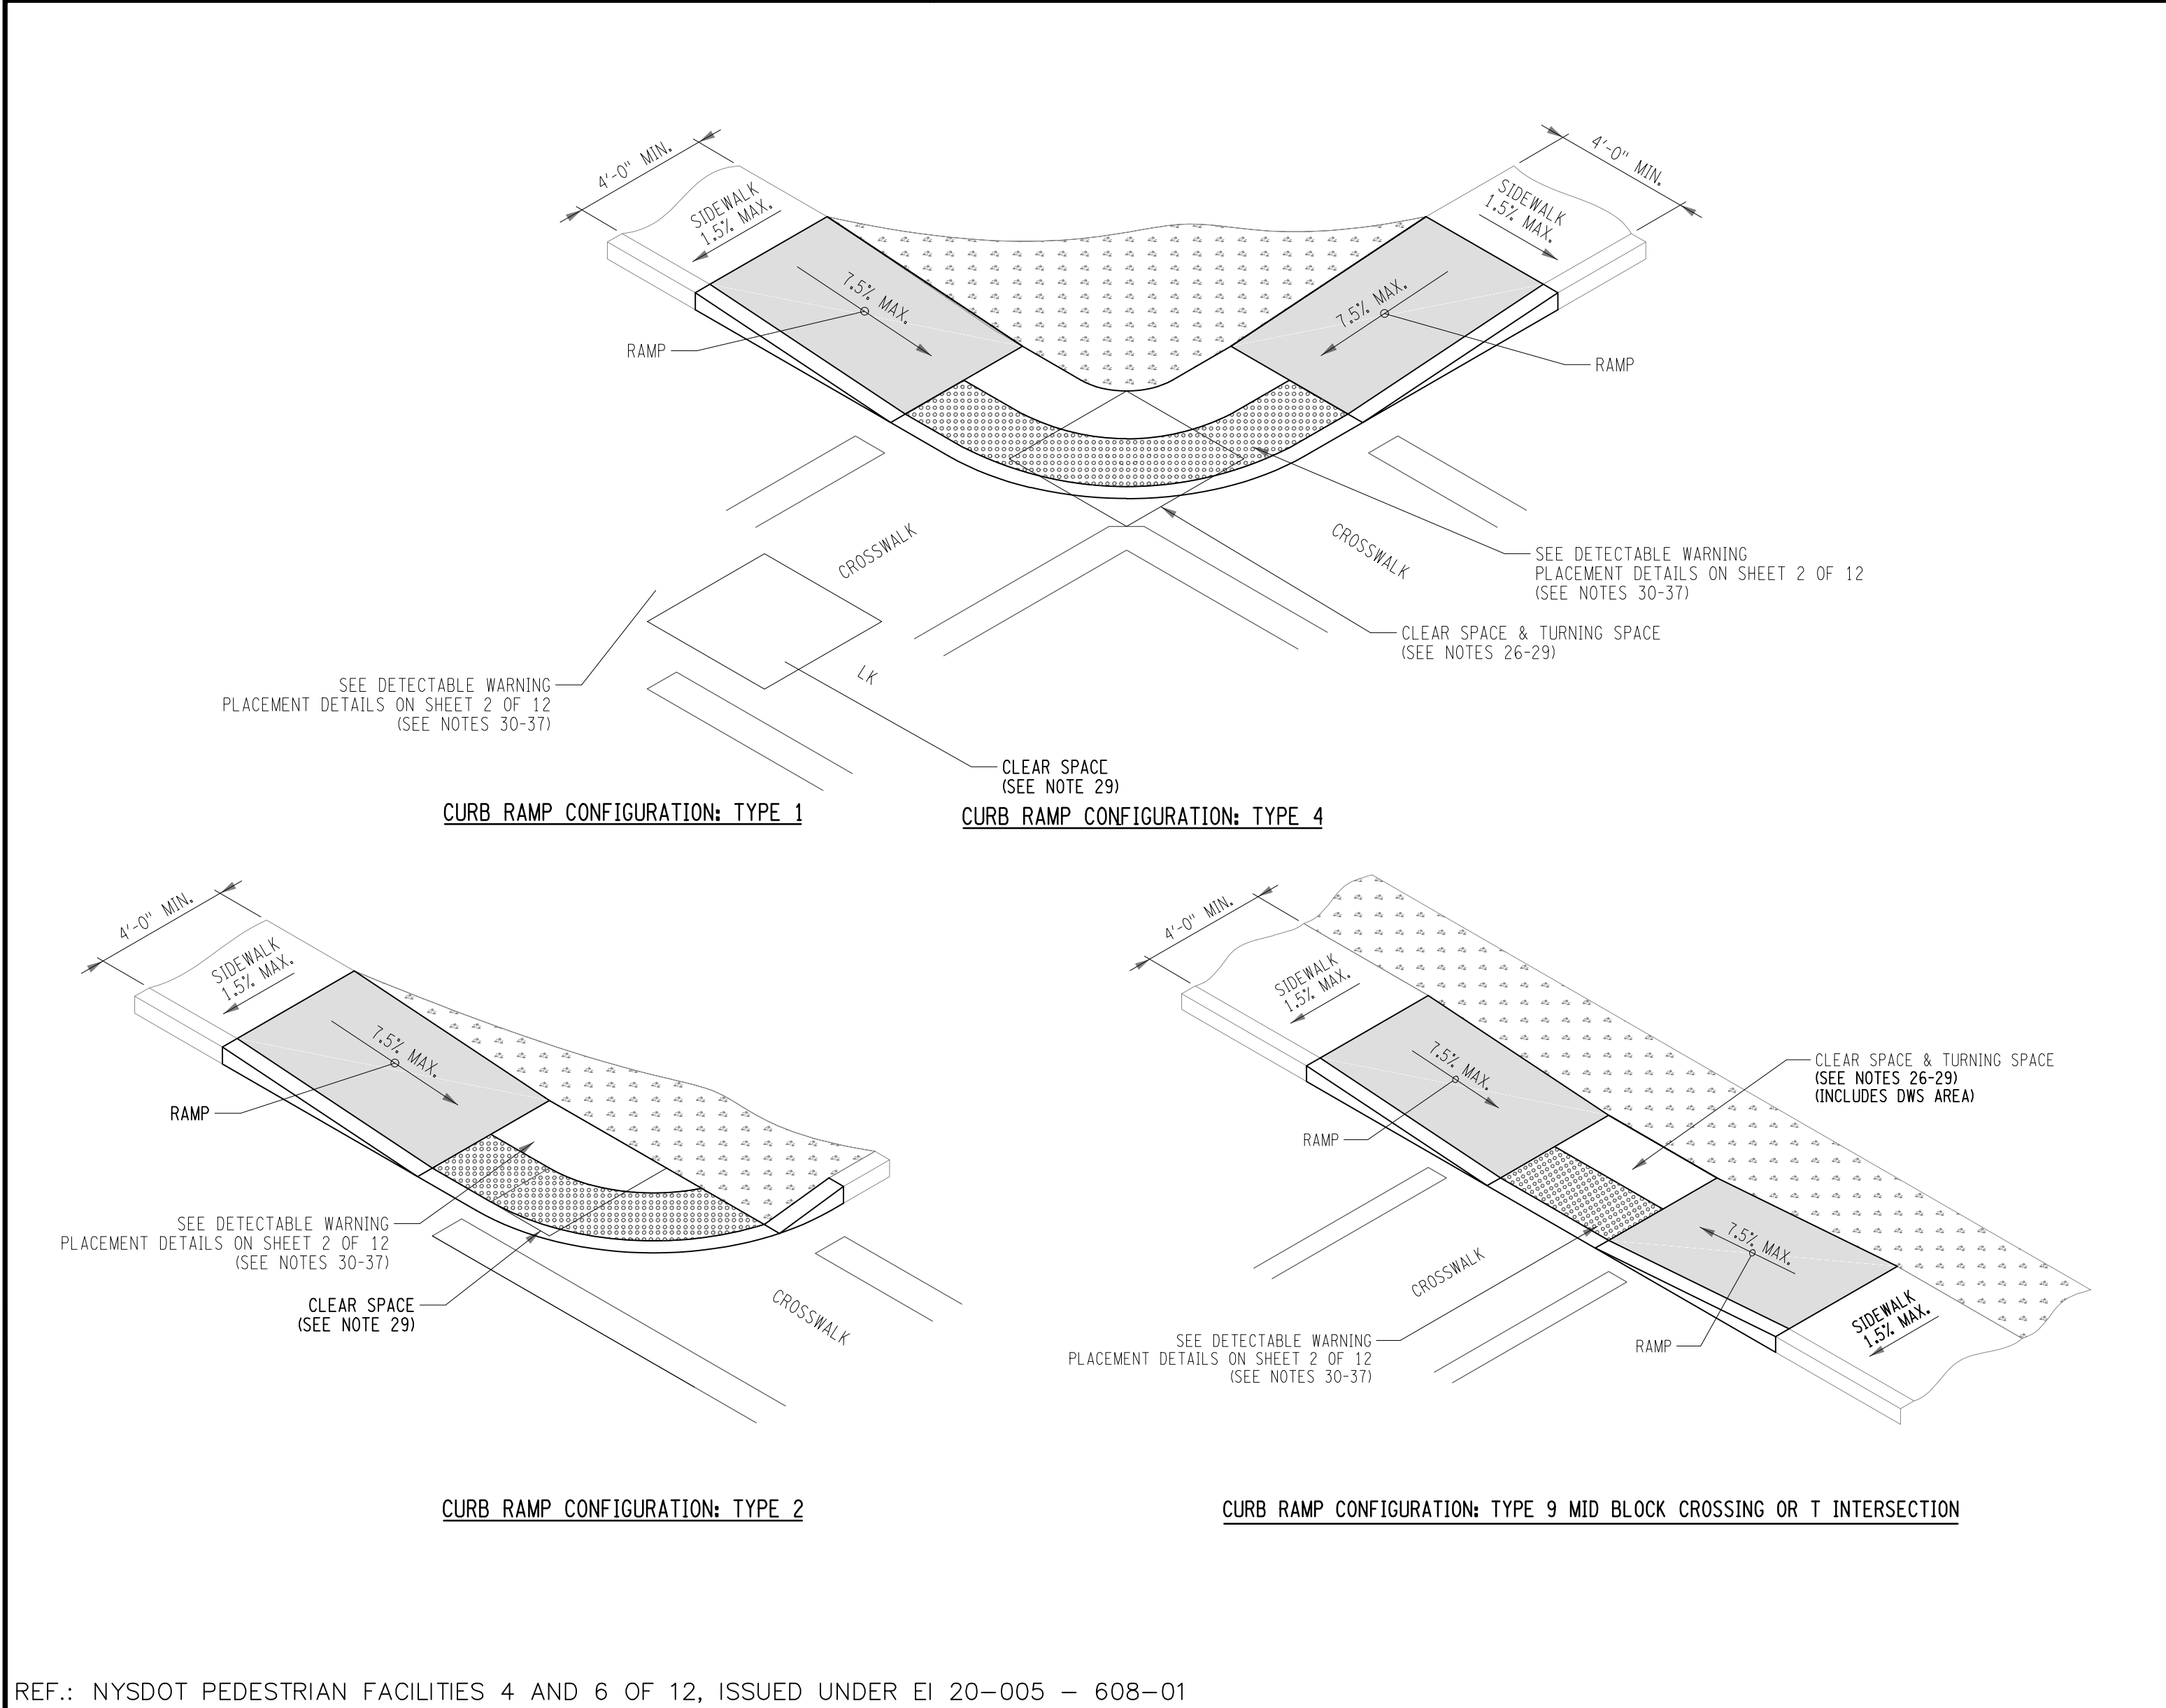 4'-0" MIN.
SIDEWALK
1.5% MAX.
7.5% MAX.
RAMP
4'-0" MIN.
SIDEWALK
1.5% MAX.
7.5% MAX.
RAMP
CROSSWALK
CROSSWALK
SEE DETECTABLE WARNING
PLACEMENT DETAILS ON SHEET 2 OF 12
(SEE NOTES 30-37)
CLEAR SPACE & TURNING SPACE
(SEE NOTES 26-29)
SEE DETECTABLE WARNING
PLACEMENT DETAILS ON SHEET 2 OF 12
(SEE NOTES 30-37)
LK
CLEAR SPACE
(SEE NOTE 29)
CURB RAMP CONFIGURATION: TYPE 1
CURB RAMP CONFIGURATION: TYPE 4
4'-0" MIN.
SIDEWALK
1.5% MAX.
7.5% MAX.
RAMP
SEE DETECTABLE WARNING
PLACEMENT DETAILS ON SHEET 2 OF 12
(SEE NOTES 30-37)
CLEAR SPACE
(SEE NOTE 29)
CROSSWALK
CURB RAMP CONFIGURATION: TYPE 2
4'-0" MIN.
SIDEWALK
1.5% MAX.
7.5% MAX.
RAMP
CLEAR SPACE & TURNING SPACE
(SEE NOTES 26-29)
(INCLUDES DWS AREA)
CROSSWALK
7.5% MAX.
SEE DETECTABLE WARNING
PLACEMENT DETAILS ON SHEET 2 OF 12
(SEE NOTES 30-37)
RAMP
SIDEWALK
1.5% MAX.
CURB RAMP CONFIGURATION: TYPE 9 MID BLOCK CROSSING OR T INTERSECTION
REF.: NYSDOT PEDESTRIAN FACILITIES 4 AND 6 OF 12, ISSUED UNDER EI 20-005 - 608-01